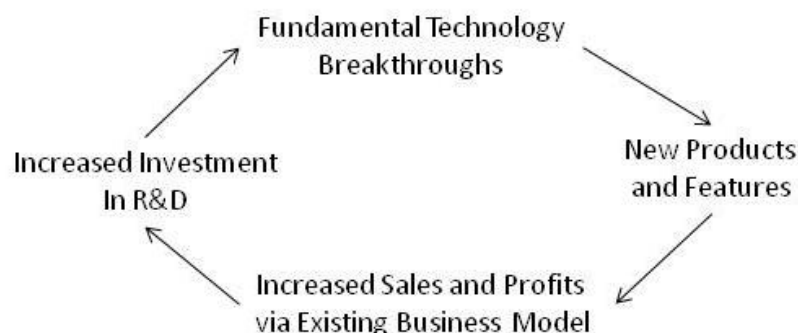 Fundamental Technology
Breakthroughs
New Products
and Features
Increased Investment
In R&D
Increased Sales and Profits
via Existing Business Model